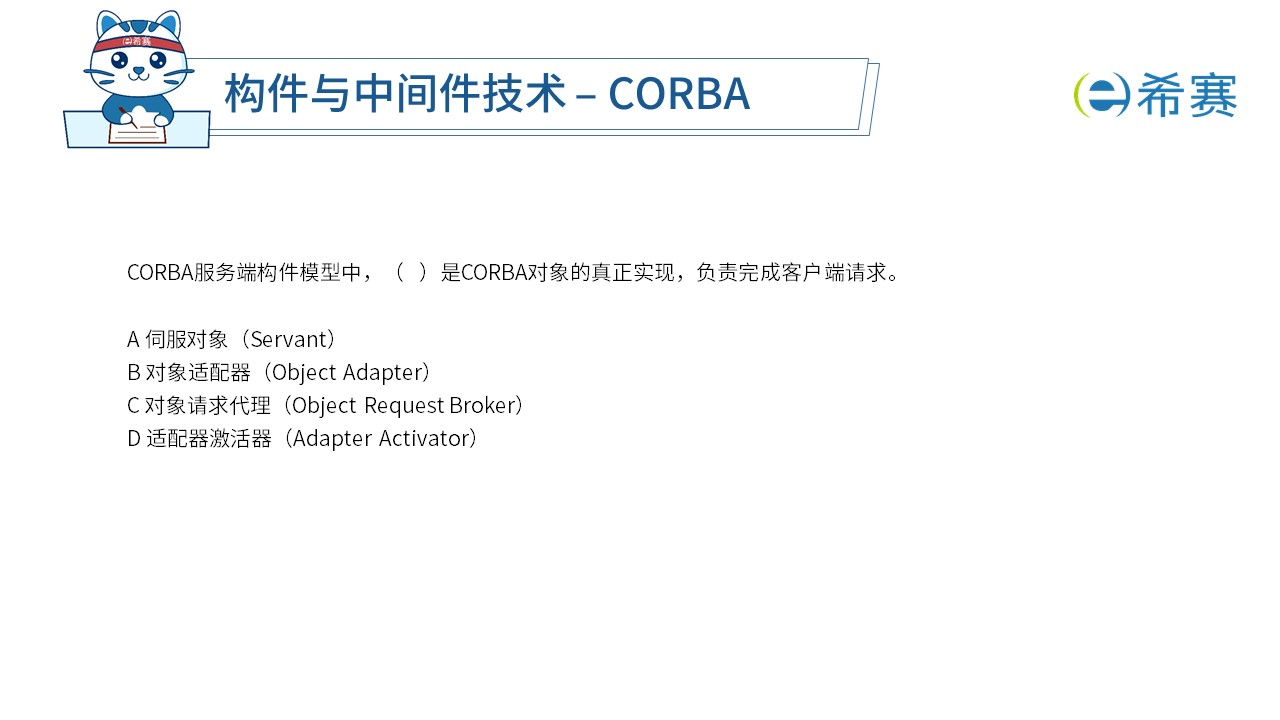 希赛
构件与中间件技术 – CORBA
希赛
CORBA服务端构件模型中，（  ）是CORBA对象的真正实现，负责完成客户端请求。
A 伺服对象（Servant）
B 对象适配器（Object Adapter）
C 对象请求代理（Object Request Broker）
D 适配器激活器（Adapter Activator）